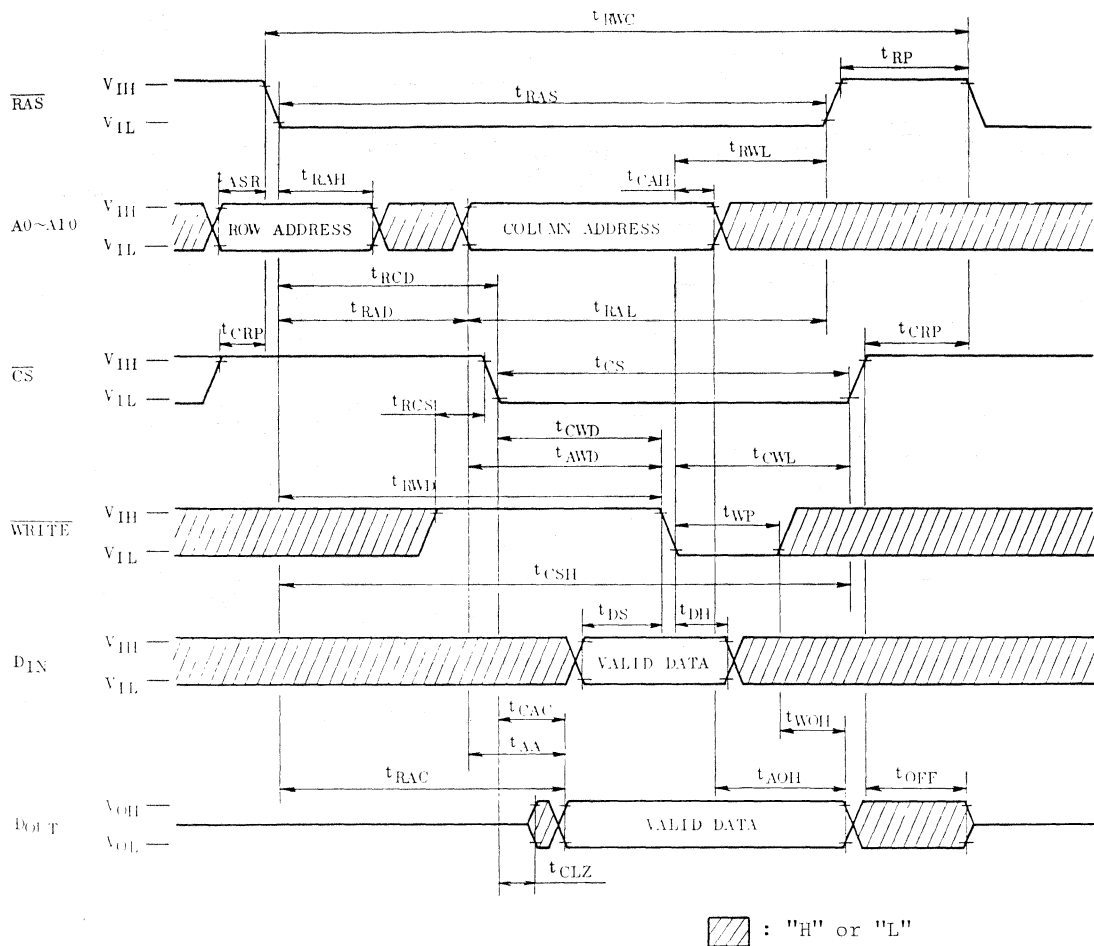 tRWC
tRP
VIH
RAS
tRAS
VIL
tRWL
tASR
tRAH
tCAH
VIH
A0~A10
ROW ADDRESS
COLUMN ADDRESS
VIL
tRCD
tRAD
tRAL
tCRP
tCRP
VIH
CS
tCS
VIL
tRCS
tCWD
tAWD
tCWL
tRWD
VIH
WRITE
tWP
VIL
tCSH
tDS
tDH
VIH
DIN
VALID DATA
VIL
tCAC
tWOH
tAA
tRAC
tAOH
tOFF
VOH
DOUT
VALID DATA
VOL
tCLZ
: "H" or "L"